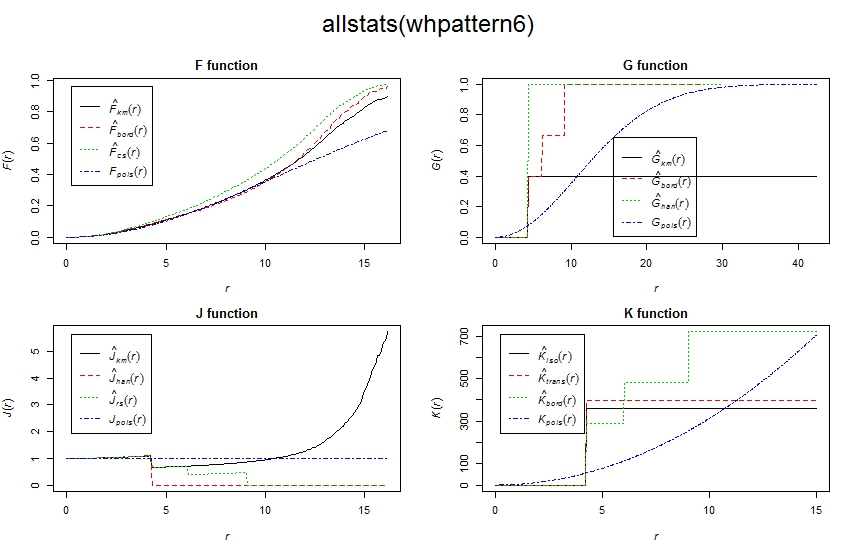 allstats(whpattern6)
F function
F̂km(r)
F̂bord(r)
F̂cs(r)
Fpois(r)
F(r)
0.0 0.2 0.4 0.6 0.8 1.0
0 5 10 15
r
G function
Ĝkm(r)
Ĝbord(r)
Ĝhan(r)
Gpois(r)
G(r)
0.0 0.2 0.4 0.6 0.8 1.0
0 10 20 30 40
r
J function
Ĵkm(r)
Ĵhan(r)
Ĵrs(r)
Jpois(r)
J(r)
0 1 2 3 4 5
0 5 10 15
r
K function
K̂iso(r)
K̂trans(r)
K̂bord(r)
Kpois(r)
K(r)
0 100 300 500 700
0 5 10 15
r